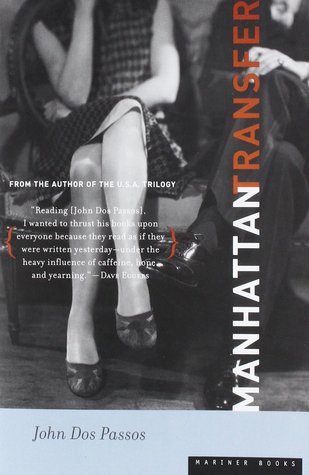 MANHATTAN TRANSFER
FROM THE AUTHOR OF THE U.S.A. TRILOGY
"Reading [John Dos Passos],
I wanted to thrust his books upon
everyone because they read as if they
were written yesterday—under the
heavy influence of caffeine, hope,
and yearning."—Dave Eggers
John Dos Passos
MARINER BOOKS